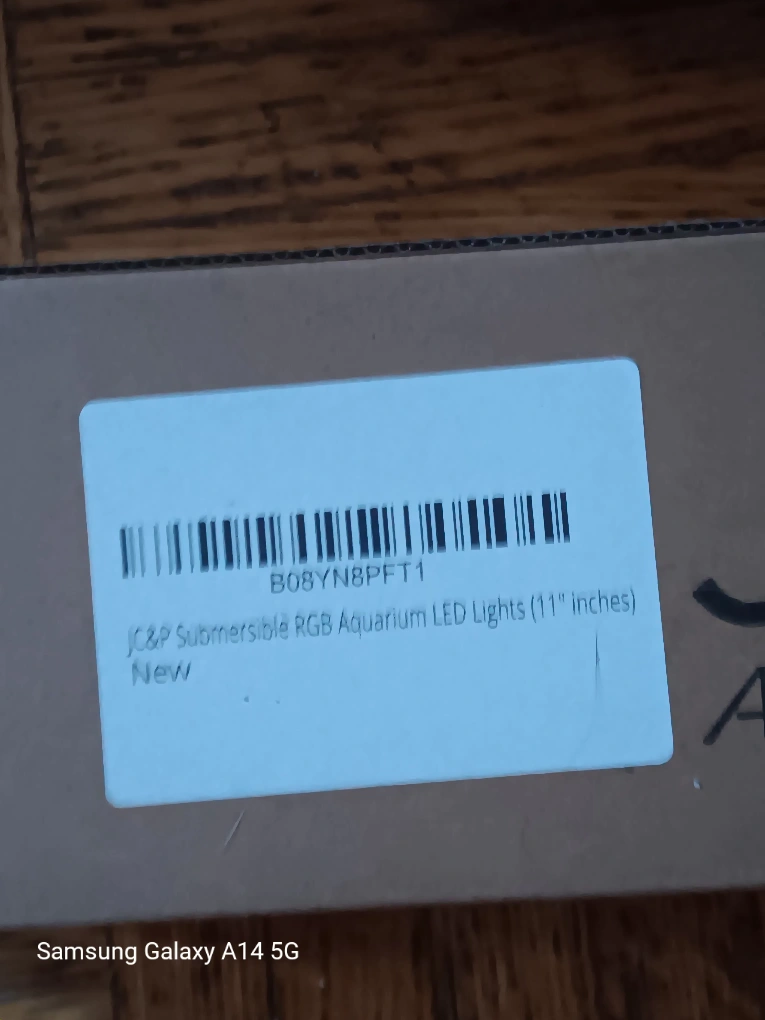 B08YN8PFT1
JC&P Submersible RGB Aquarium LED Lights (11" inches)
New
Samsung Galaxy A14 5G